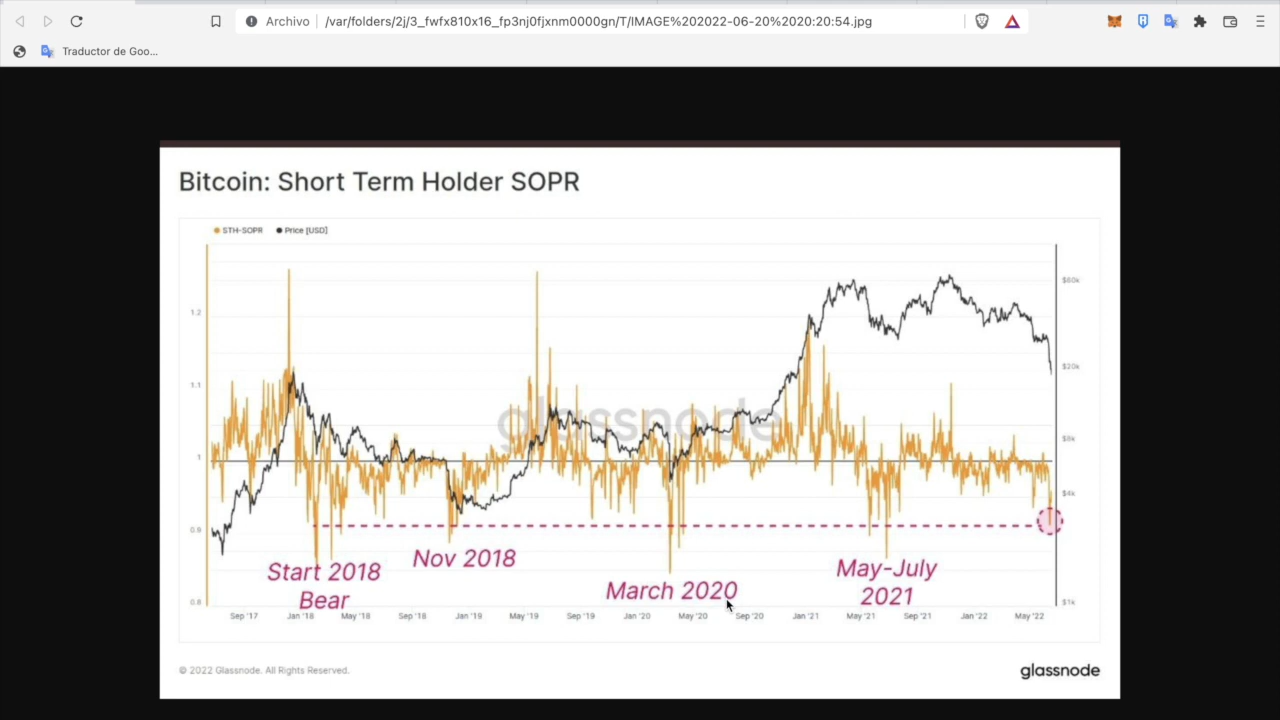 Archivo
/var/folders/2j/3_fwfx810x16_fp3nj0fjxnm0000gn/T/IMAGE%202022-06-20%2020:20:54.jpg
Traductor de Goo...
Bitcoin: Short Term Holder SOPR
STH-SOPR
Price [USD]
glassnode
1.2
1.1
1
0.9
0.8
$60k
$20k
$8k
$4k
$1k
Start 2018
Bear
Nov 2018
March 2020
May-July
2021
Sep '17
Jan '18
May '18
Sep '18
Jan '19
May '19
Sep '19
Jan '20
May '20
Sep '20
Jan '21
May '21
Sep '21
Jan '22
May '22
© 2022 Glassnode. All Rights Reserved.
glassnode